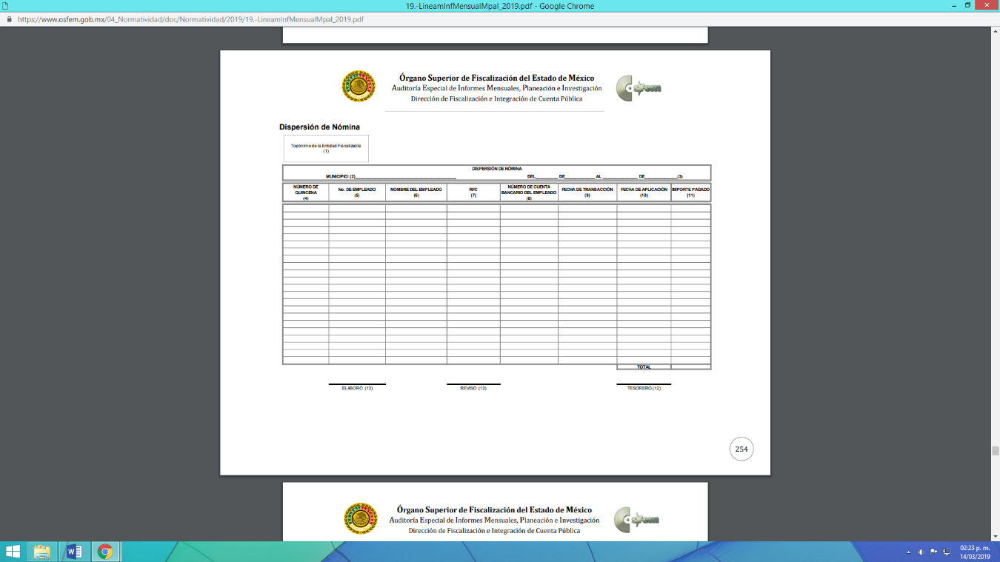 19.-LineamInfMensualMpal_2019.pdf - Google Chrome
https://www.osfem.gob.mx/04_Normatividad/doc/Normatividad/2019/19.-LineamInfMensualMpal_2019.pdf
Órgano Superior de Fiscalización del Estado de México
Auditoría Especial de Informes Mensuales, Planeación e Investigación
Dirección de Fiscalización e Integración de Cuenta Pública
osfem
Dispersión de Nómina
Topónimo de la Entidad Fiscalizable
(1)
DISPERSIÓN DE NÓMINA
MUNICIPIO: (2)____ DEL____ DE____ AL ____ DE____(3)
NÚMERO DE QUINCENA (4)
No. DE EMPLEADO (5)
NOMBRE DEL EMPLEADO (6)
RFC (7)
NÚMERO DE CUENTA BANCARIO DEL EMPLEADO (8)
FECHA DE TRANSACCIÓN (9)
FECHA DE APLICACIÓN (10)
IMPORTE PAGADO (11)
TOTAL
ELABORÓ (12) REVISÓ (12) TESORERO (12)
254
Órgano Superior de Fiscalización del Estado de México
Auditoría Especial de Informes Mensuales, Planeación e Investigación
Dirección de Fiscalización e Integración de Cuenta Pública
osfem
02:23 p. m.
14/03/2019